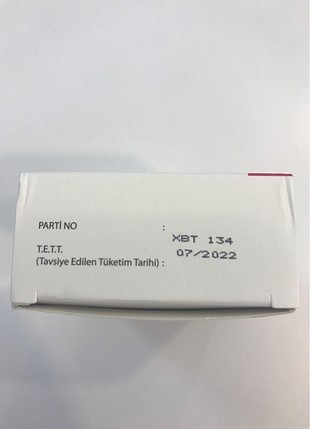 PARTİ NO : XBT 134
T.E.T.T. 07/2022
(Tavsiye Edilen Tüketim Tarihi) :